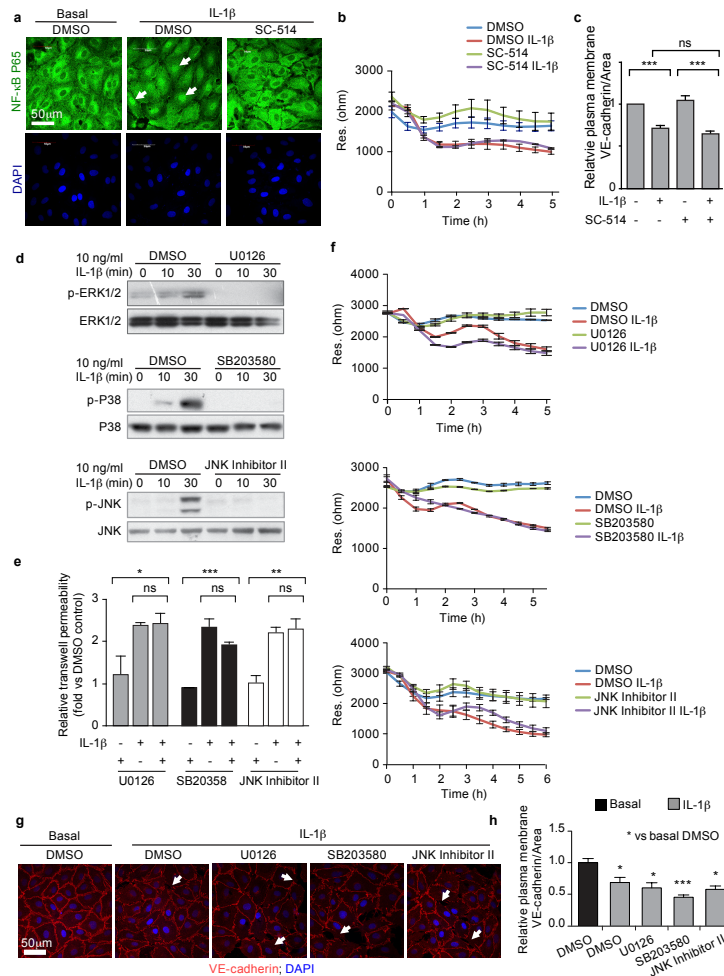 a
Basal
IL-1β
DMSO
DMSO
SC-514
NF-κB P65
50μm
DAPI
b
DMSO
DMSO IL-1β
SC-514
SC-514 IL-1β
Res. (ohm)
3000
2000
1000
0
0 1 2 3 4 5
Time (h)
c
ns
***
***
Relatvie plasma membrane
VE-cadherin/Area
1
0
IL-1β - + - +
SC-514 - - + +
d
10 ng/ml
DMSO
U0126
IL-1β (min) 0 10 30 0 10 30
p-ERK1/2
ERK1/2
10 ng/ml
DMSO
SB203580
IL-1β (min) 0 10 30 0 10 30
p-P38
P38
10 ng/ml
DMSO
JNK Inhibitor II
IL-1β (min) 0 10 30 0 10 30
p-JNK
JNK
e
* *** **
ns ns ns
Relative transwell permeability
(fold vs DMSO control)
3
2
1
0
IL-1β - + + - + + - + +
+ - + + - + + - +
U0126 SB20358 JNK Inhibitor II
f
DMSO
DMSO IL-1β
U0126
U0126 IL-1β
Res. (ohm)
4000
3000
2000
1000
0
0 1 2 3 4 5
Time (h)
DMSO
DMSO IL-1β
SB203580
SB203580 IL-1β
Res. (ohm)
3000
2000
1000
0
0 1 2 3 4 5
Time (h)
DMSO
DMSO IL-1β
JNK Inhibitor II
JNK Inhibitor II IL-1β
Res. (ohm)
4000
3000
2000
1000
0
0 1 2 3 4 5 6
Time (h)
g
Basal
IL-1β
DMSO
DMSO
U0126
SB203580
JNK Inhibitor II
50μm
VE-cadherin; DAPI
h
Basal
IL-1β
* vs basal DMSO
Relative plasma membrane
VE-cadherin/Area
1.5
1.0
0.5
0
* * *** *
DMSO
DMSO
U0126
SB203580
JNK Inhibitor II